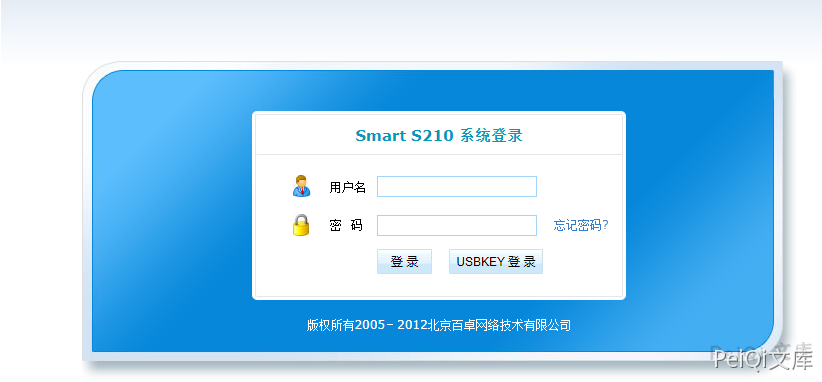 Smart S210 系统登录
用户名
密 码 忘记密码?
登 录 USBKEY 登 录
版权所有2005- 2012北京百卓网络技术有限公司
PeiQi文库